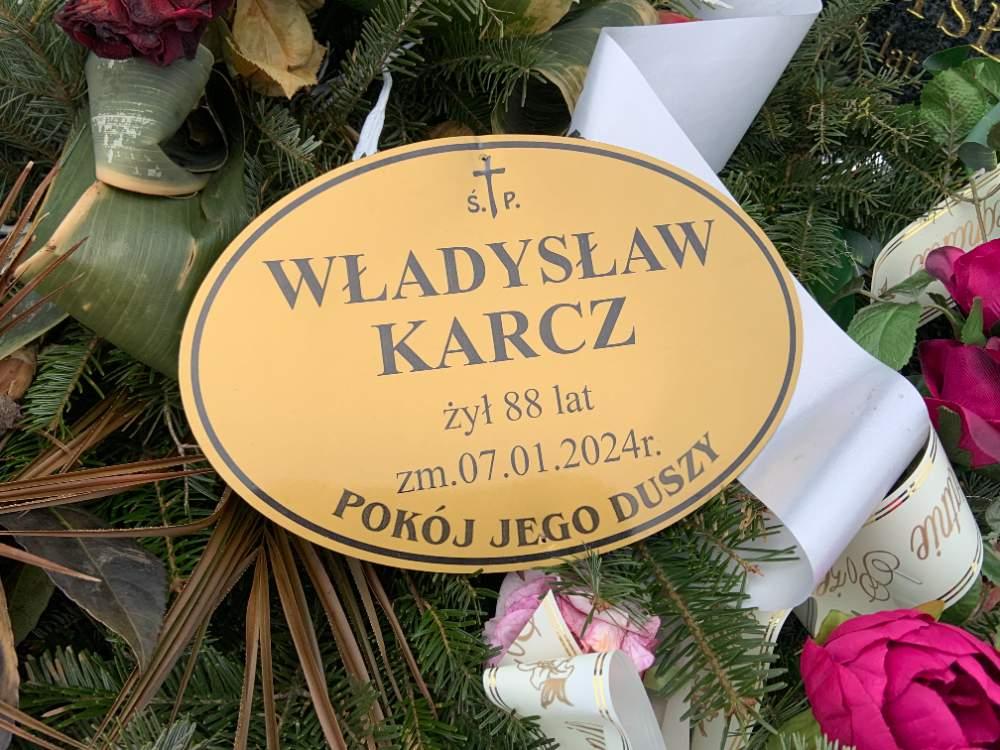 Ś. P.
WŁADYSŁAW
KARCZ
żył 88 lat
zm.07.01.2024r.
POKÓJ JEGO DUSZY